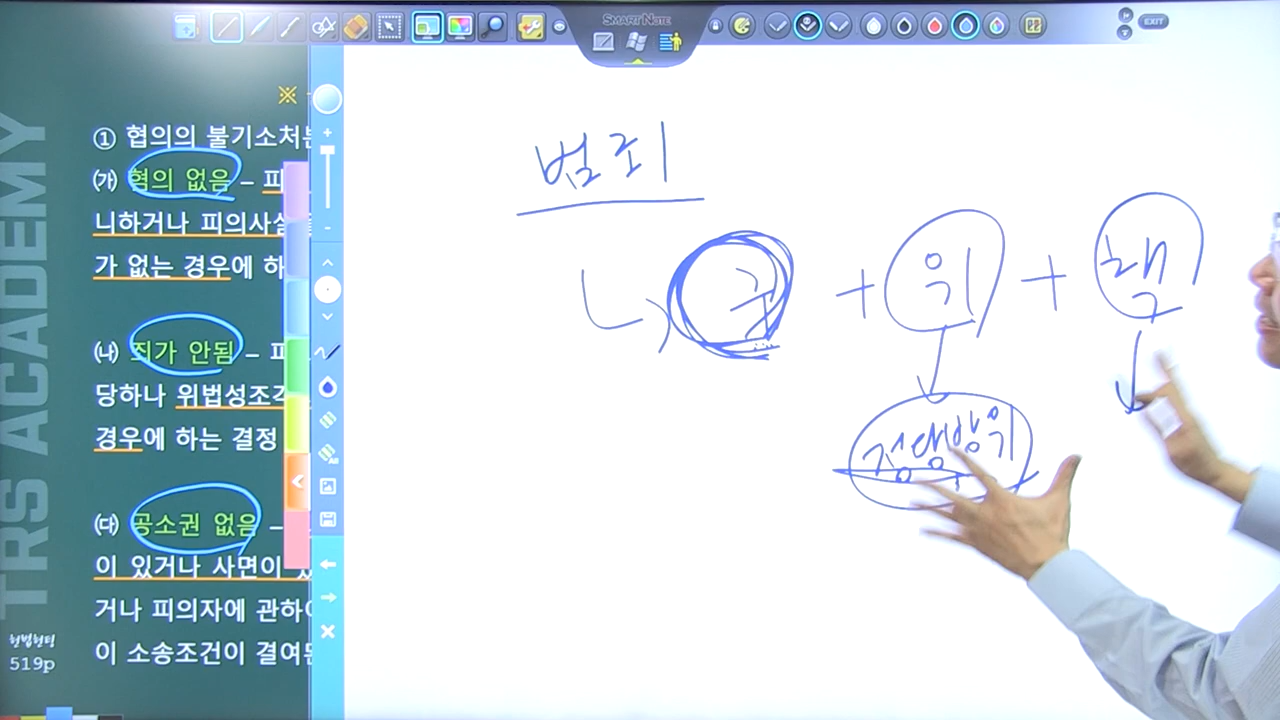 SMART NOTE
EXIT
※
① 협의의 불기소처분
㈎ 혐의 없음 – 피
니하거나 피의사실
가 없는 경우에 하
㈏ 죄가 안됨 – 피
당하나 위법성조각
경우에 하는 결정
㈐ 공소권 없음 –
이 있거나 사면이 있
거나 피의자에 관하여
이 소송조건이 결여된
TRS ACADEMY
519p
범죄
ㄴ) 구 + 위 + 책
정당방위